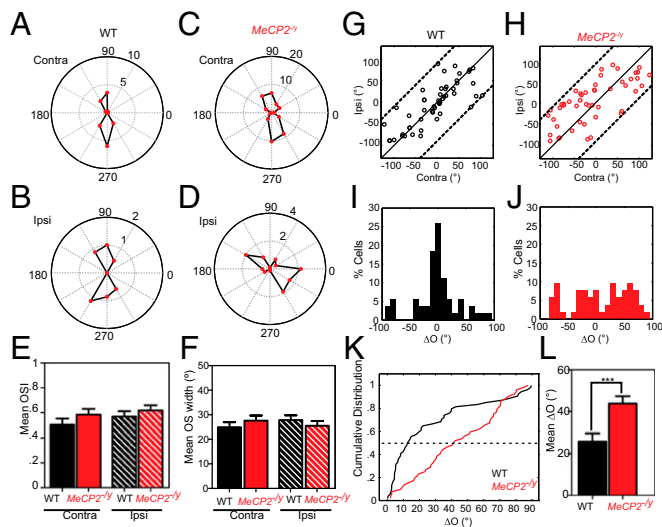 A
WT
Contra
90
10
5
180
0
270
B
Ipsi
90
2
1
180
0
270
C
MeCP2-/y
90
20
10
180
0
270
D
Ipsi
90
4
2
180
0
270
E
Mean OSI
1
.8
.6
.4
.2
0
WT MeCP2-/y WT MeCP2-/y
Contra Ipsi
F
Mean OS width (°)
50
40
30
20
10
0
WT MeCP2-/y WT MeCP2-/y
Contra Ipsi
G
WT
Ipsi (°)
100
50
0
-50
-100
-100 -50 0 50 100
Contra (°)
H
MeCP2-/y
100
50
0
-50
-100
-100 -50 0 50 100
Contra (°)
I
% Cells
30
25
20
15
10
5
0
-100 -50 0 50 100
ΔO
J
% Cells
30
25
20
15
10
5
0
-100 -50 0 50 100
ΔO
K
Cumulative Distribution
1
.8
.6
.4
.2
0
0 10 20 30 40 50 60 70 80 90
ΔO (°)
WT
MeCP2-/y
L
Mean ΔO (°)
60
40
20
0
***
WT MeCP2-/y